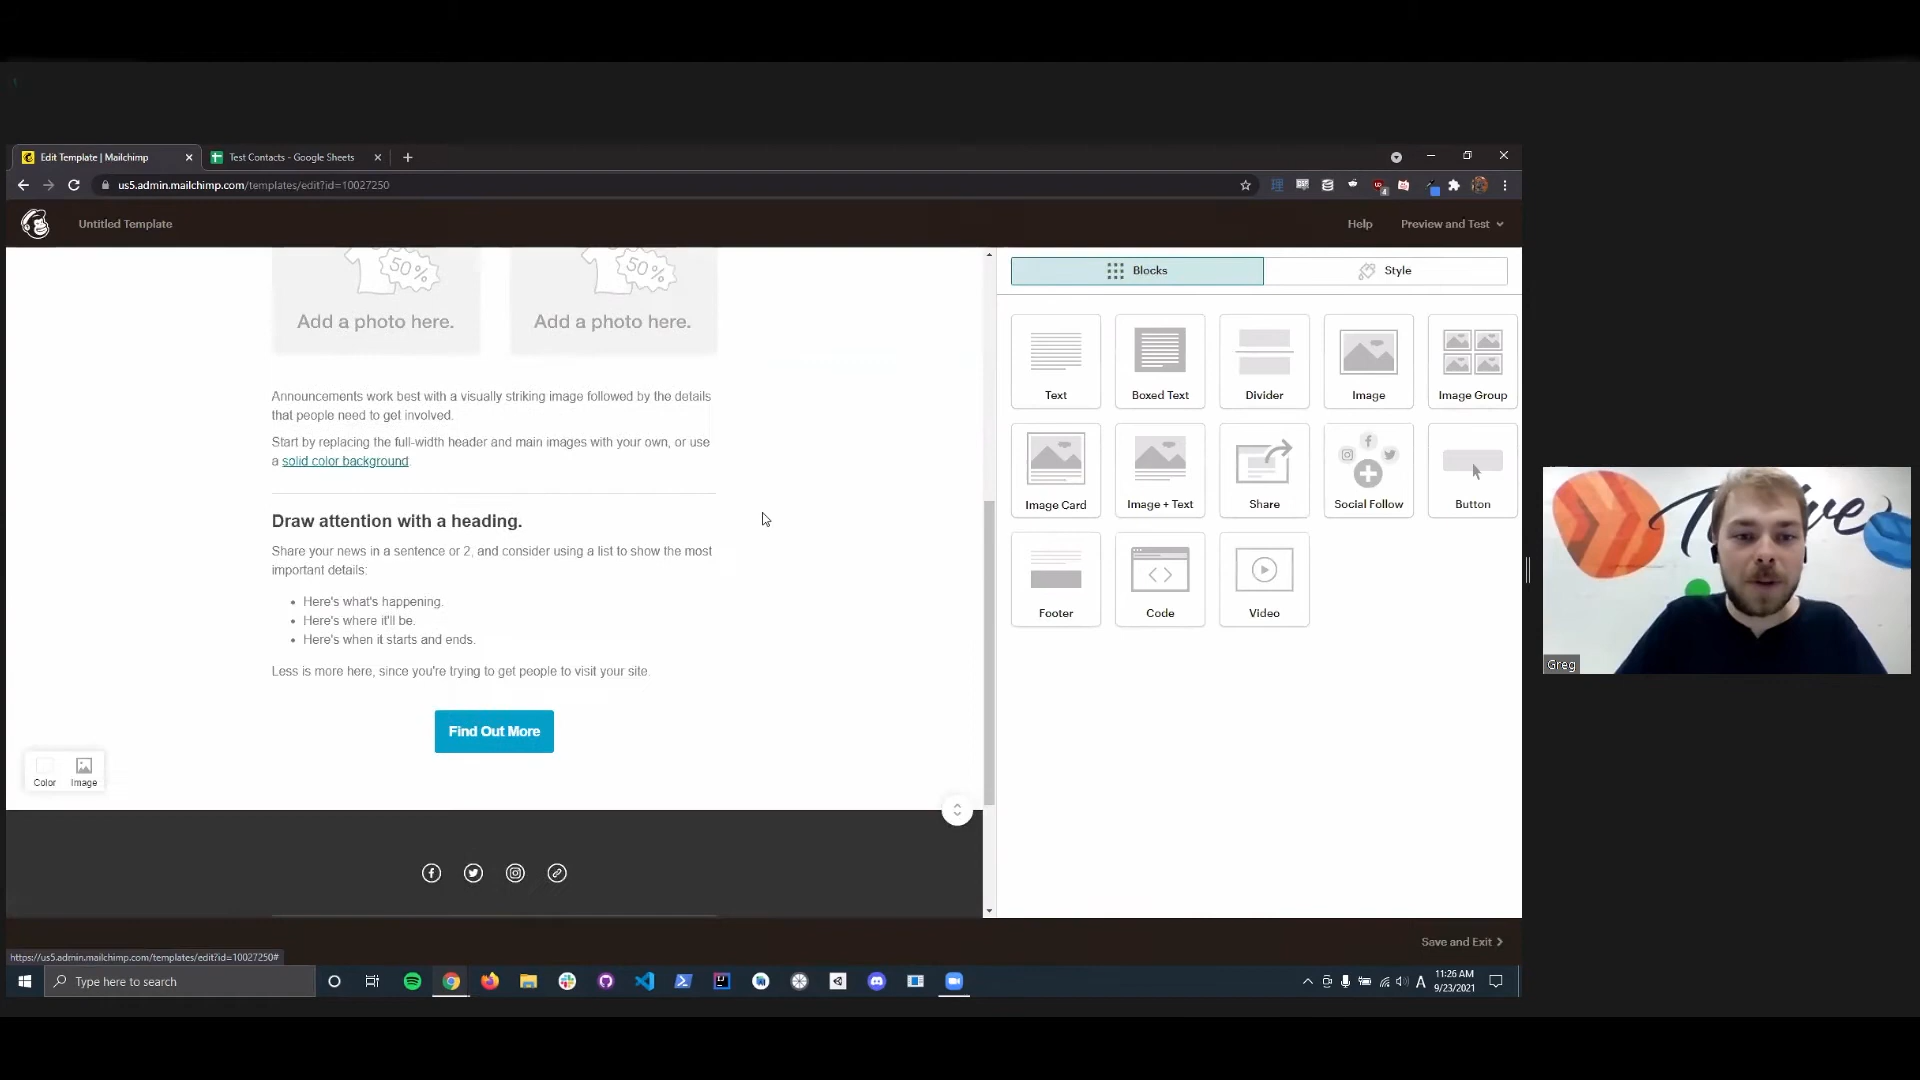 Edit Template | Mailchimp
Test Contacts - Google Sheets
us5.admin.mailchimp.com/templates/edit?id=10027250
Untitled Template
Help
Preview and Test
50%
50%
Add a photo here.
Add a photo here.
Announcements work best with a visually striking image followed by the details
that people need to get involved.
Start by replacing the full-width header and main images with your own, or use
a solid color background
Draw attention with a heading.
Share your news in a sentence or 2, and consider using a list to show the most
important details:
• Here's what's happening.
• Here's where it'll be.
• Here's when it starts and ends.
Less is more here, since you're trying to get people to visit your site.
Find Out More
Color
Image
Blocks
Style
Text
Boxed Text
Divider
Image
Image Group
Image Card
Image + Text
Share
Social Follow
Button
Footer
Code
Video
Greg
Save and Exit
https://us5.admin.mailchimp.com/templates/edit?id=10027250#
Type here to search
A
11:26 AM
9/23/2021